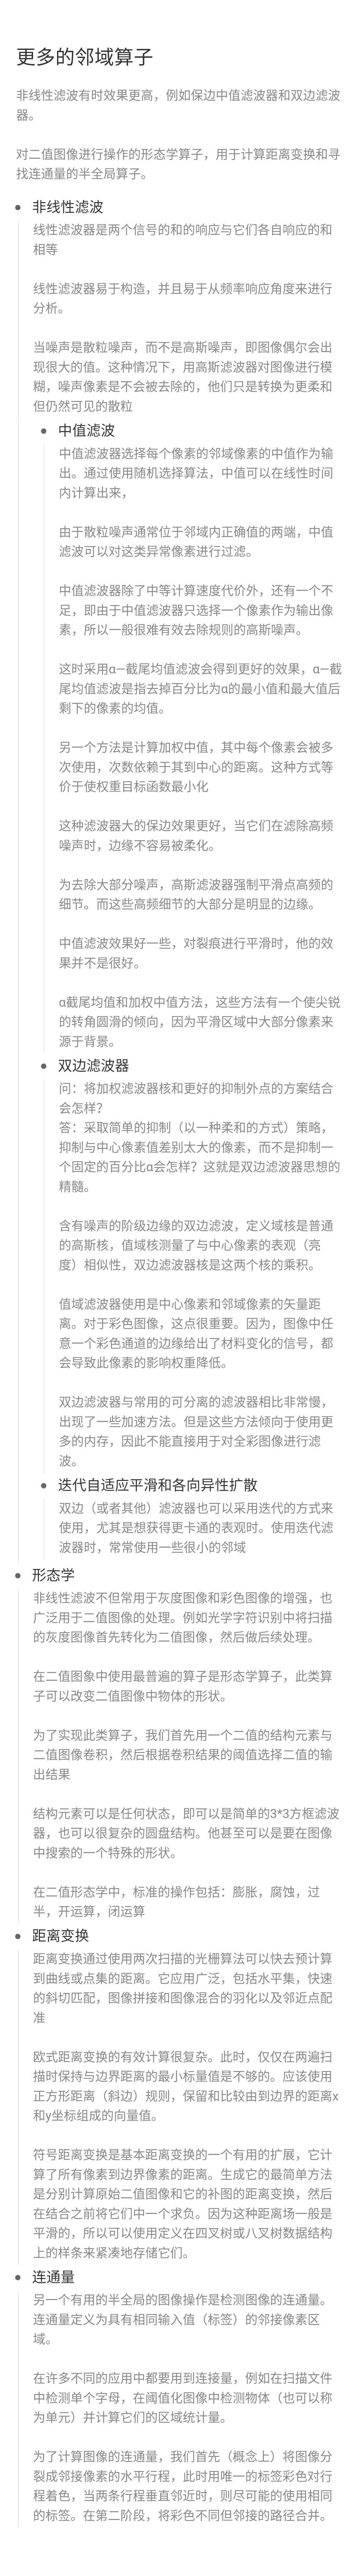 更多的邻域算子
非线性滤波有时效果更高，例如保边中值滤波器和双边滤波
器。
对二值图像进行操作的形态学算子，用于计算距离变换和寻
找连通量的半全局算子。
非线性滤波
线性滤波器是两个信号的和的响应与它们各自响应的和
相等
线性滤波器易于构造，并且易于从频率响应角度来进行
分析。
当噪声是散粒噪声，而不是高斯噪声，即图像偶尔会出
现很大的值。这种情况下，用高斯滤波器对图像进行模
糊，噪声像素是不会被去除的，他们只是转换为更柔和
但仍然可见的散粒
中值滤波
中值滤波器选择每个像素的邻域像素的中值作为输
出。通过使用随机选择算法，中值可以在线性时间
内计算出来，
由于散粒噪声通常位于邻域内正确值的两端，中值
滤波可以对这类异常像素进行过滤。
中值滤波器除了中等计算速度代价外，还有一个不
足，即由于中值滤波器只选择一个像素作为输出像
素，所以一般很难有效去除规则的高斯噪声。
这时采用α—截尾均值滤波会得到更好的效果，α—截
尾均值滤波是指去掉百分比为α的最小值和最大值后
剩下的像素的均值。
另一个方法是计算加权中值，其中每个像素会被多
次使用，次数依赖于其到中心的距离。这种方式等
价于使权重目标函数最小化
这种滤波器大的保边效果更好，当它们在滤除高频
噪声时，边缘不容易被柔化。
为去除大部分噪声，高斯滤波器强制平滑点高频的
细节。而这些高频细节的大部分是明显的边缘。
中值滤波效果好一些，对裂痕进行平滑时，他的效
果并不是很好。
α截尾均值和加权中值方法，这些方法有一个使尖锐
的转角圆滑的倾向，因为平滑区域中大部分像素来
源于背景。
双边滤波器
问：将加权滤波器核和更好的抑制外点的方案结合
会怎样？
答：采取简单的抑制（以一种柔和的方式）策略，
抑制与中心像素值差别太大的像素，而不是抑制一
个固定的百分比α会怎样？这就是双边滤波器思想的
精髓。
含有噪声的阶级边缘的双边滤波，定义域核是普通
的高斯核，值域核测量了与中心像素的表观（亮
度）相似性，双边滤波器核是这两个核的乘积。
值域滤波器使用是中心像素和邻域像素的矢量距
离。对于彩色图像，这点很重要。因为，图像中任
意一个彩色通道的边缘给出了材料变化的信号，都
会导致此像素的影响权重降低。
双边滤波器与常用的可分离的滤波器相比非常慢，
出现了一些加速方法。但是这些方法倾向于使用更
多的内存，因此不能直接用于对全彩图像进行滤
波。
迭代自适应平滑和各向异性扩散
双边（或者其他）滤波器也可以采用迭代的方式来
使用，尤其是想获得更卡通的表观时。使用迭代滤
波器时，常常使用一些很小的邻域
形态学
非线性滤波不但常用于灰度图像和彩色图像的增强，也
广泛用于二值图像的处理。例如光学字符识别中将扫描
的灰度图像首先转化为二值图像，然后做后续处理。
在二值图象中使用最普遍的算子是形态学算子，此类算
子可以改变二值图像中物体的形状。
为了实现此类算子，我们首先用一个二值的结构元素与
二值图像卷积，然后根据卷积结果的阈值选择二值的输
出结果
结构元素可以是任何状态，即可以是简单的3*3方框滤波
器，也可以很复杂的圆盘结构。他甚至可以是要在图像
中搜索的一个特殊的形状。
在二值形态学中，标准的操作包括：膨胀，腐蚀，过
半，开运算，闭运算
距离变换
距离变换通过使用两次扫描的光栅算法可以快去预计算
到曲线或点集的距离。它应用广泛，包括水平集，快速
的斜切匹配，图像拼接和图像混合的羽化以及邻近点配
准
欧式距离变换的有效计算很复杂。此时，仅仅在两遍扫
描时保持与边界距离的最小标量值是不够的。应该使用
正方形距离（斜边）规则，保留和比较由到边界的距离x
和y坐标组成的向量值。
符号距离变换是基本距离变换的一个有用的扩展，它计
算了所有像素到边界像素的距离。生成它的最简单方法
是分别计算原始二值图像和它的补图的距离变换，然后
在结合之前将它们中一个求负。因为这种距离场一般是
平滑的，所以可以使用定义在四叉树或八叉树数据结构
上的样条来紧凑地存储它们。
连通量
另一个有用的半全局的图像操作是检测图像的连通量。
连通量定义为具有相同输入值（标签）的邻接像素区
域。
在许多不同的应用中都要用到连接量，例如在扫描文件
中检测单个字母，在阈值化图像中检测物体（也可以称
为单元）并计算它们的区域统计量。
为了计算图像的连通量，我们首先（概念上）将图像分
裂成邻接像素的水平行程，此时用唯一的标签彩色对行
程着色，当两条行程垂直邻近时，则尽可能的使用相同
的标签。在第二阶段，将彩色不同但邻接的路径合并。